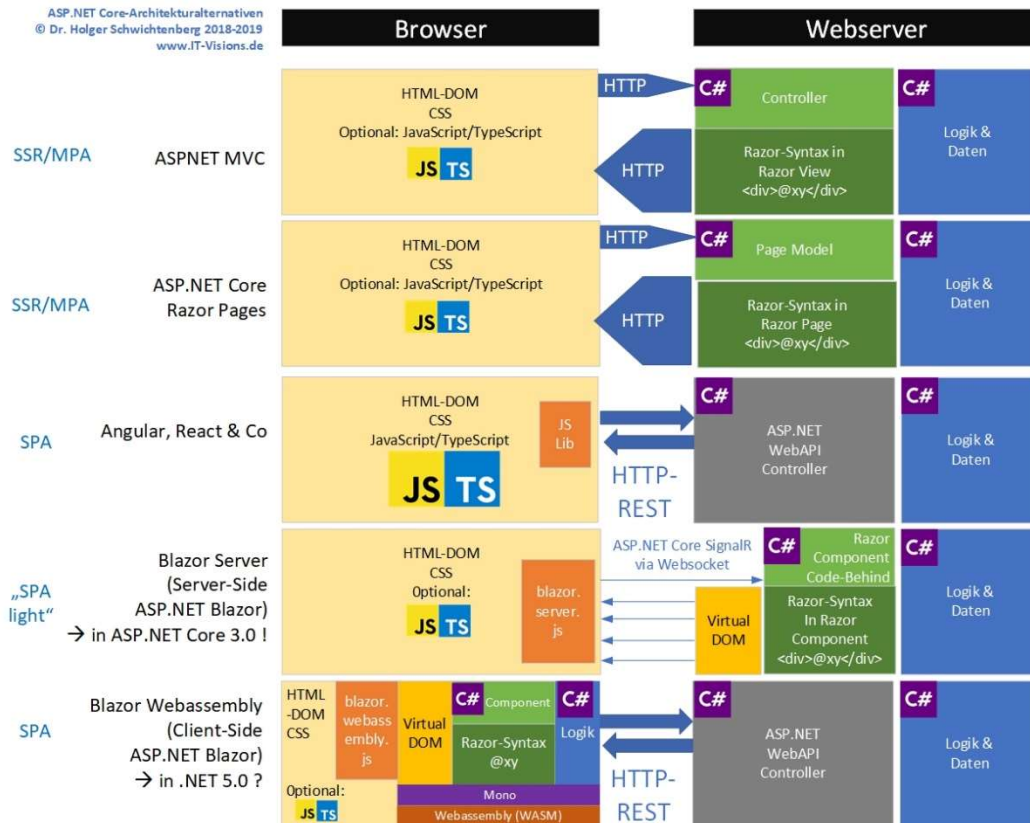 ASP.NET Core-Architekturalternativen
© Dr. Holger Schwichtenberg 2018-2019
www.IT-Visions.de
Browser
Webserver
SSR/MPA
ASPNET MVC
HTML-DOM
CSS
Optional: JavaScript/TypeScript
JS TS
HTTP
HTTP
C#
Controller
Razor-Syntax in
Razor View
<div>@xy</div>
C#
Logik &
Daten
SSR/MPA
ASP.NET Core
Razor Pages
HTML-DOM
CSS
Optional: JavaScript/TypeScript
JS TS
HTTP
HTTP
C#
Page Model
Razor-Syntax in
Razor Page
<div>@xy</div>
C#
Logik &
Daten
SPA
Angular, React & Co
HTML-DOM
CSS
JavaScript/TypeScript
JS TS
JS
Lib
HTTP-
REST
C#
ASP.NET
WebAPI
Controller
C#
Logik &
Daten
„SPA
light“
Blazor Server
(Server-Side
ASP.NET Blazor)
→ in ASP.NET Core 3.0 !
HTML-DOM
CSS
Optional:
JS TS
blazor.
server.
js
ASP.NET Core SignalR
via Websocket
Virtual
DOM
C#
Razor
Component
Code-Behind
Razor-Syntax
In Razor
Component
<div>@xy</div>
C#
Logik &
Daten
SPA
Blazor Webassembly
(Client-Side
ASP.NET Blazor)
→ in .NET 5.0 ?
HTML
-DOM
CSS
Optional:
JS TS
blazor.
webass
embly.
js
Virtual
DOM
C#
Component
Razor-Syntax
@xy
C#
Logik
Mono
Webassembly (WASM)
HTTP-
REST
C#
ASP.NET
WebAPI
Controller
C#
Logik &
Daten